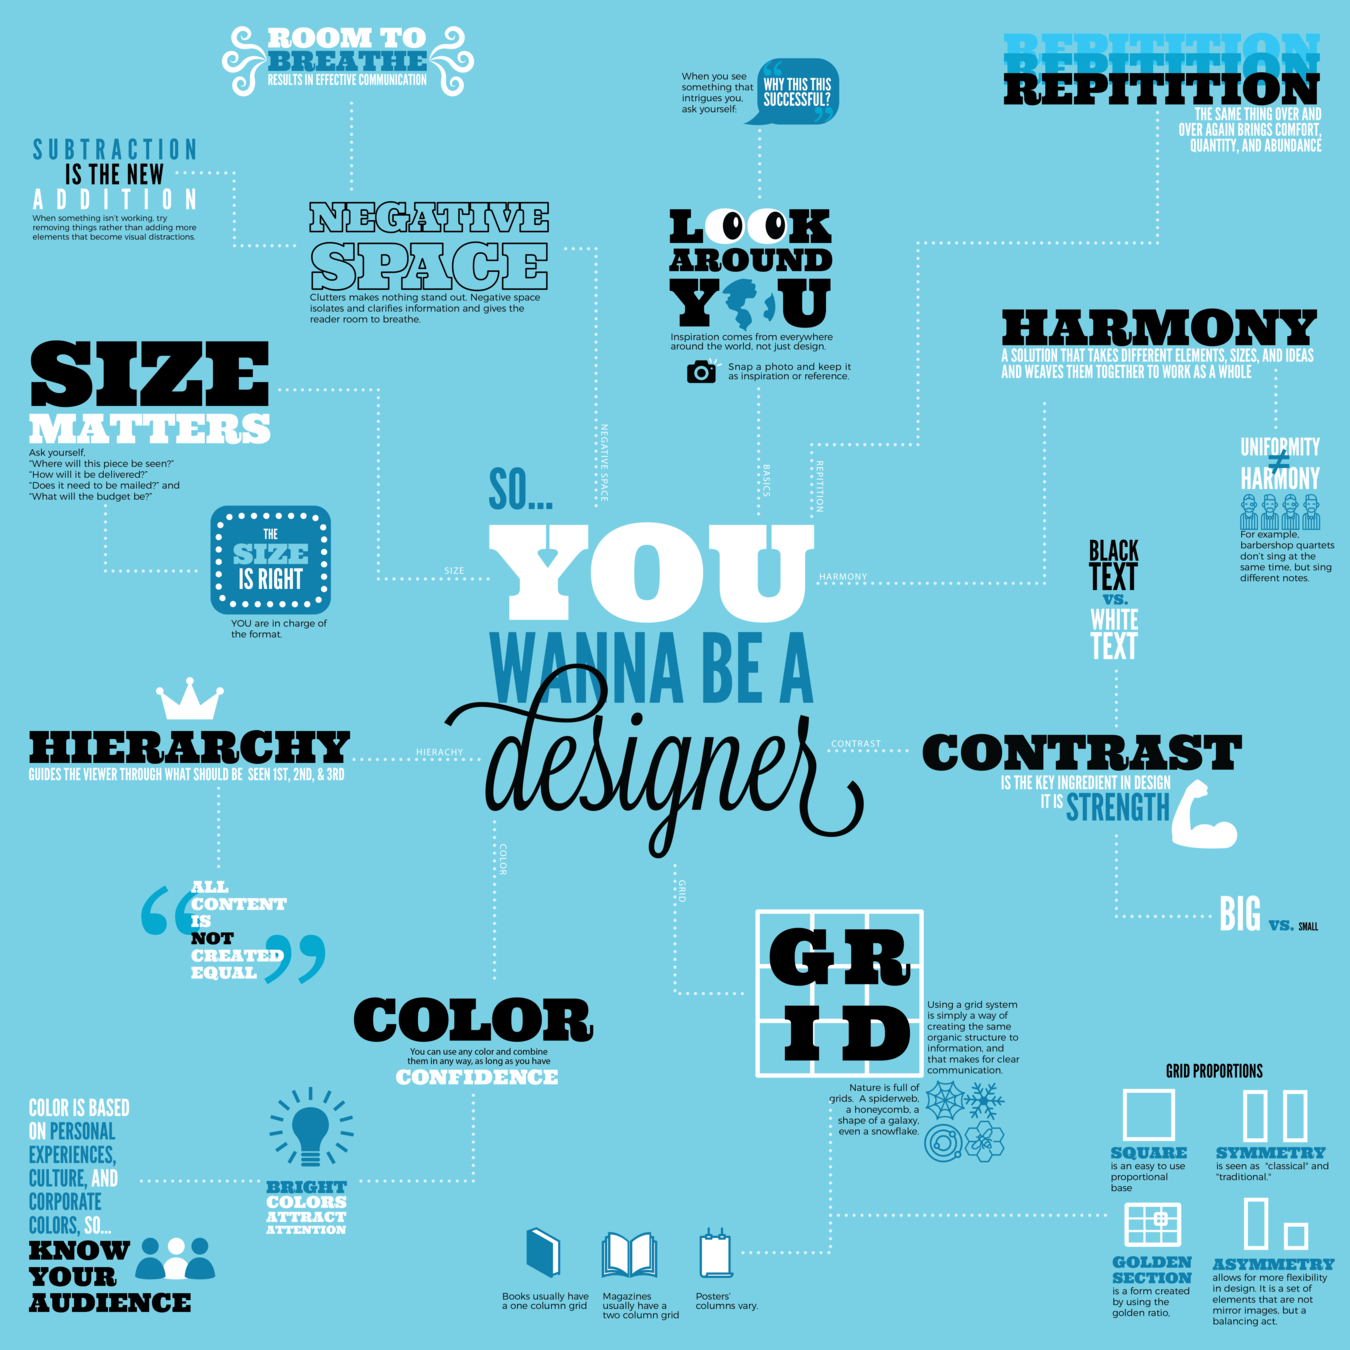 ROOM TO
BREATHE
RESULTS IN EFFECTIVE COMMUNICATION
SUBTRACTION
IS THE NEW
ADDITION
When something isn't working, try
removing things rather than adding more
elements that become visual distractions.
NEGATIVE
SPACE
Clutters makes nothing stand out. Negative space
isolates and clarifies information and gives the
reader room to breathe.
When you see
something that
intrigues you,
ask yourself:
“
WHY THIS THIS
SUCCESSFUL?
”
LOOK
AROUND
YOU
Inspiration comes from everywhere
around the world, not just design.
Snap a photo and keep it
as inspiration or reference.
REPITITION
REPITITION
REPITITION
THE SAME THING OVER AND
OVER AGAIN BRINGS COMFORT,
QUANTITY, AND ABUNDANCE
HARMONY
A SOLUTION THAT TAKES DIFFERENT ELEMENTS, SIZES, AND IDEAS
AND WEAVES THEM TOGETHER TO WORK AS A WHOLE
UNIFORMITY
≠
HARMONY
For example,
barbershop quartets
don't sing at the
same time, but sing
different notes.
SIZE
MATTERS
Ask yourself,
"Where will this piece be seen?"
"How will it be delivered?"
"Does it need to be mailed?" and
"What will the budget be?"
THE
SIZE
IS RIGHT
YOU are in charge of
the format.
NEGATIVE SPACE
BASICS
REPITITION
SIZE
HARMONY
SO...
YOU
WANNA BE A
designer
HIERACHY
CONTRAST
COLOR
GRID
BLACK
TEXT
VS.
WHITE
TEXT
CONTRAST
IS THE KEY INGREDIENT IN DESIGN
IT IS STRENGTH
BIG VS. SMALL
HIERARCHY
GUIDES THE VIEWER THROUGH WHAT SHOULD BE SEEN 1ST, 2ND, & 3RD
“
ALL
CONTENT
IS
NOT
CREATED
EQUAL
”
COLOR
You can use any color and combine
them in any way, as long as you have
CONFIDENCE
BRIGHT
COLORS
ATTRACT
ATTENTION
COLOR IS BASED
ON PERSONAL
EXPERIENCES,
CULTURE, AND
CORPORATE
COLORS, SO...
KNOW
YOUR
AUDIENCE
GR
ID
Using a grid system
is simply a way of
creating the same
organic structure to
information, and
that makes for clear
communication.
Nature is full of
grids. A spiderweb,
a honeycomb, a
shape of a galaxy,
even a snowflake.
Books usually have
a one column grid
Magazines
usually have a
two column grid
Posters'
columns vary.
GRID PROPORTIONS
SQUARE
is an easy to use
proportional
base
SYMMETRY
is seen as "classical" and
"traditional."
GOLDEN
SECTION
is a form created
by using the
golden ratio,
ASYMMETRY
allows for more flexibility
in design. It is a set of
elements that are not
mirror images, but a
balancing act.